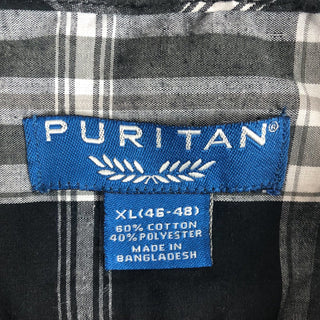 PURITAN®
XL(46-48)
60% COTTON
40% POLYESTER
MADE IN
BANGLADESH